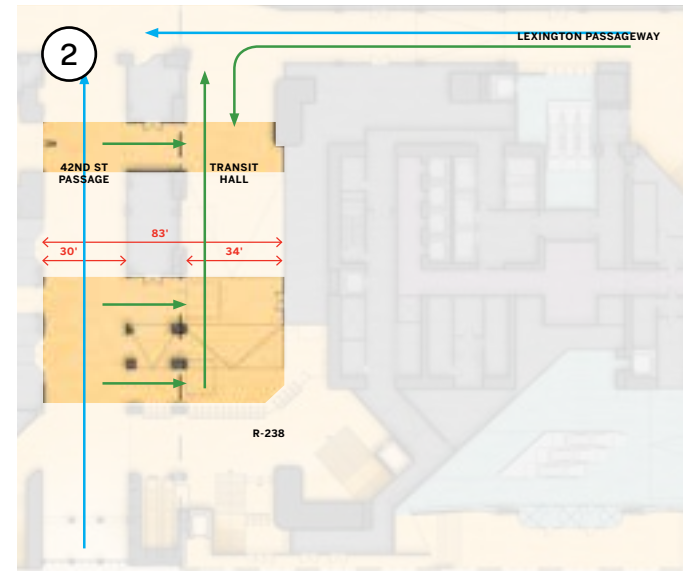 2
LEXINGTON PASSAGEWAY
42ND ST
PASSAGE
TRANSIT
HALL
83'
30'
34'
R-238